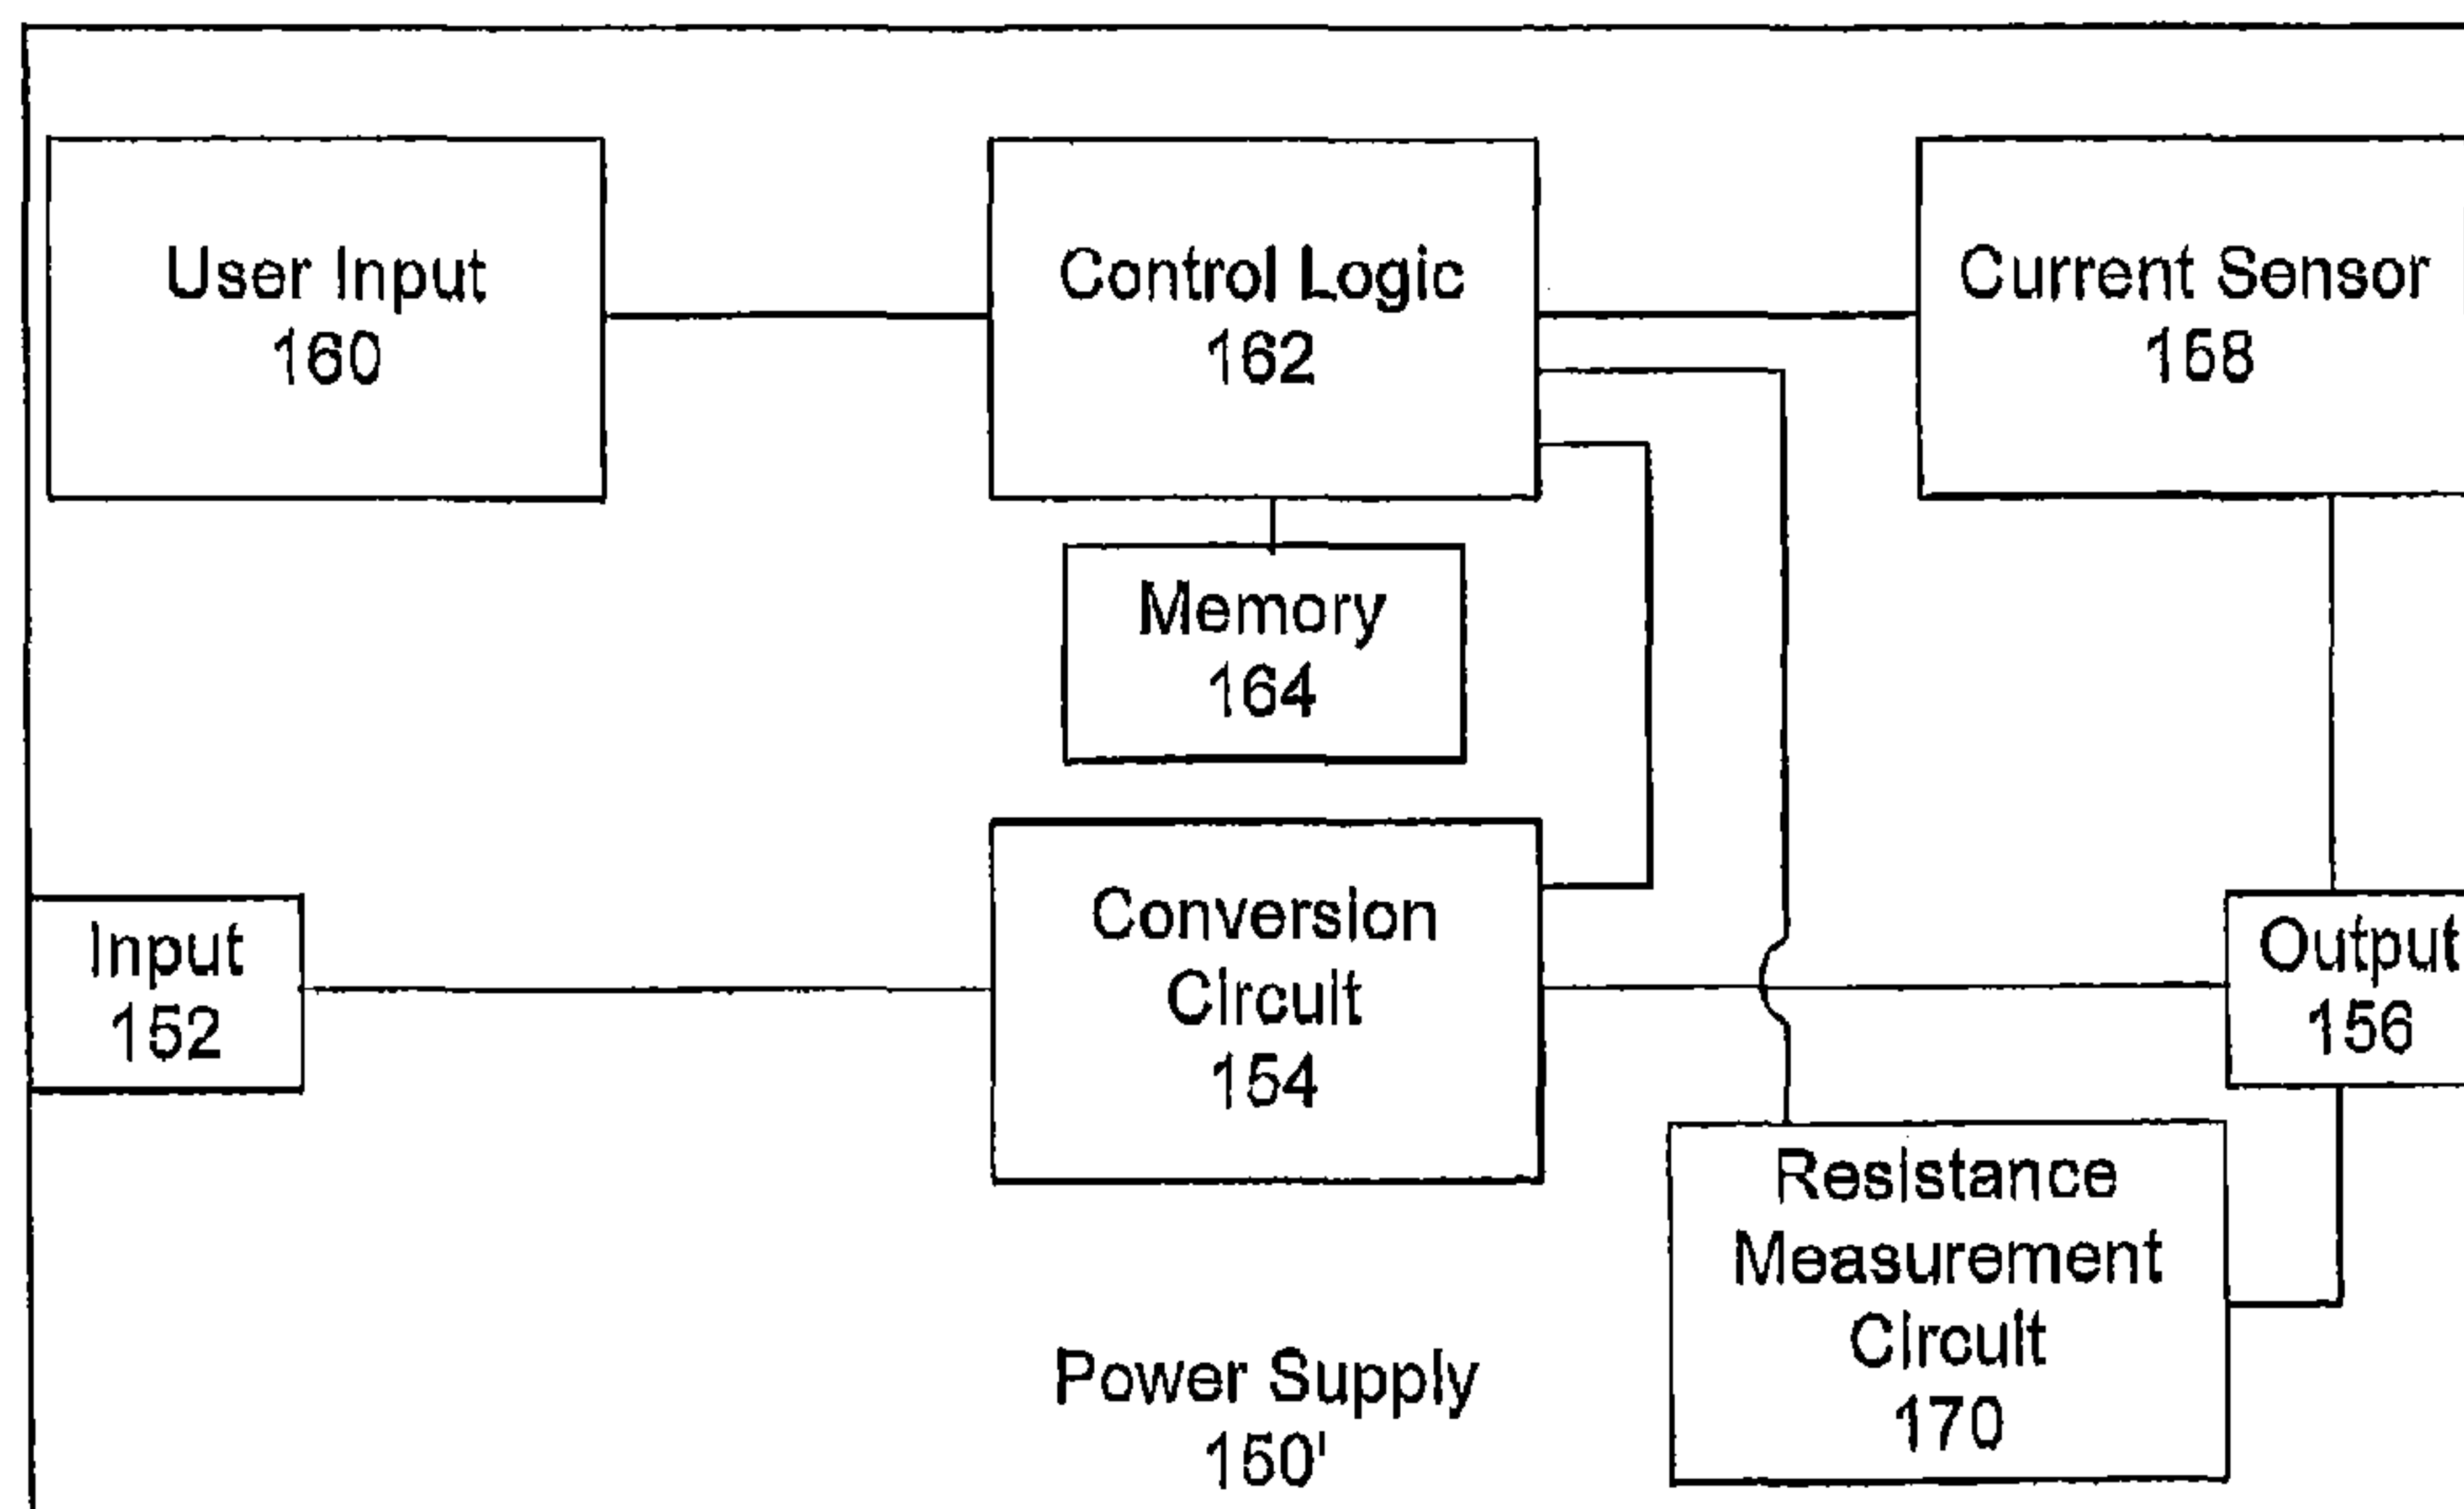 User Input
160
Control Logic
162
Current Sensor
158
Memory
164
Input
152
Conversion
Circuit
154
Output
156
Resistance
Measurement
Circuit
170
Power Supply
150'